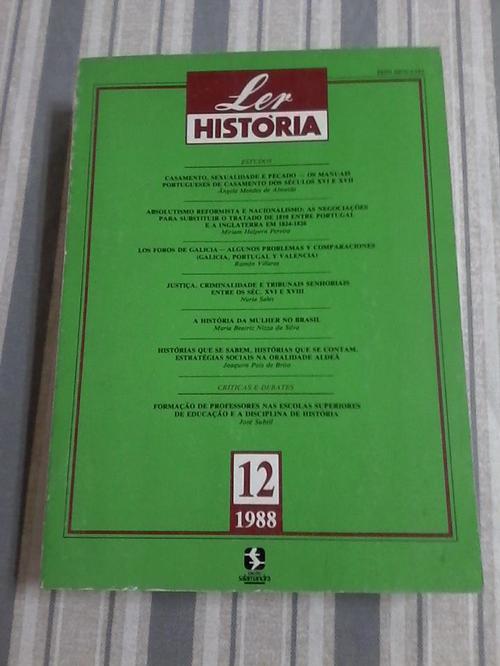 Ler
HISTÓRIA
ESTUDOS
CASAMENTO, SEXUALIDADE E PECADO — OS MANUAIS
PORTUGUESES DE CASAMENTO DOS SÉCULOS XVI E XVII
Ângela Mendes de Almeida
ABSOLUTISMO REFORMISTA E NACIONALISMO: AS NEGOCIAÇÕES
PARA SUBSTITUIR O TRATADO DE 1810 ENTRE PORTUGAL
E A INGLATERRA EM 1824-1826
Miriam Halpern Pereira
LOS FOROS DE GALICIA — ALGUNOS PROBLEMAS Y COMPARACIONES
(GALICIA, PORTUGAL Y VALENCIA)
Ramón Villares
JUSTIÇA, CRIMINALIDADE E TRIBUNAIS SENHORIAIS
ENTRE OS SÉC. XVI E XVIII
Nuria Sales
A HISTÓRIA DA MULHER NO BRASIL
Maria Beatriz Nizza da Silva
HISTÓRIAS QUE SE SABEM, HISTÓRIAS QUE SE CONTAM.
ESTRATÉGIAS SOCIAIS NA ORALIDADE ALDEÃ
Joaquim Pais de Brito
CRÍTICAS E DEBATES
FORMAÇÃO DE PROFESSORES NAS ESCOLAS SUPERIORES
DE EDUCAÇÃO E A DISCIPLINA DE HISTÓRIA
José Subtil
12
1988
salamandra